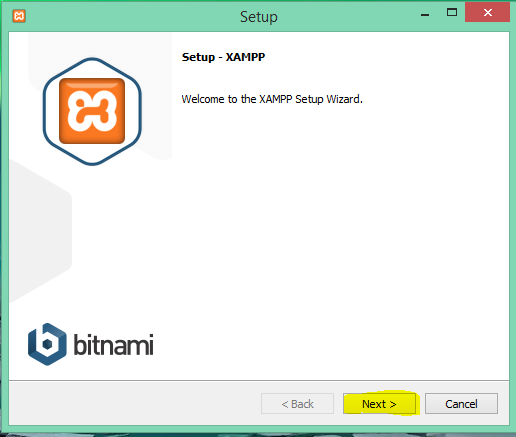 Setup
Setup - XAMPP
Welcome to the XAMPP Setup Wizard.
bitnami
< Back
Next >
Cancel